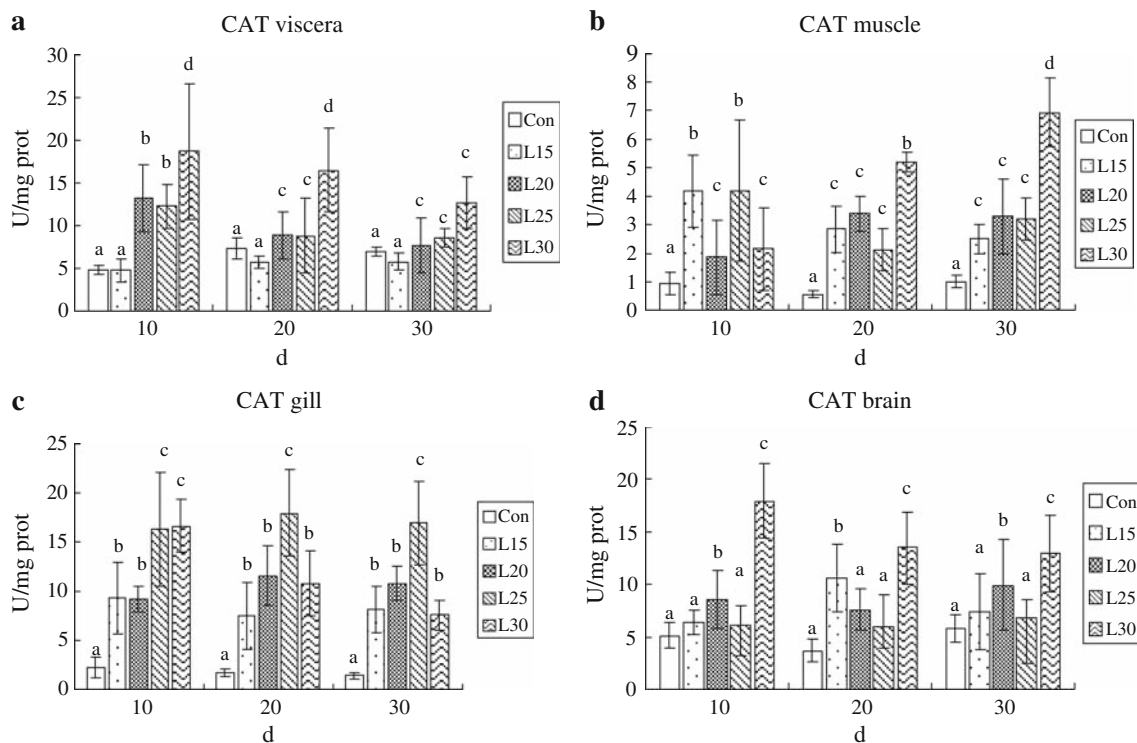 a
CAT viscera
30
25
20
15
10
5
0
U/mg prot
a a b b d
a a c c d
a a c c c
10 20 30
d
Con
L15
L20
L25
L30
b
CAT muscle
9
8
7
6
5
4
3
2
1
0
U/mg prot
a b c b c
a c c c b
a c c c d
10 20 30
d
Con
L15
L20
L25
L30
c
CAT gill
25
20
15
10
5
0
U/mg prot
a b b c c
a b b c b
a b b c b
10 20 30
d
Con
L15
L20
L25
L30
d
CAT brain
25
20
15
10
5
0
U/mg prot
a a b a c
a b a a c
a a b a c
10 20 30
d
Con
L15
L20
L25
L30